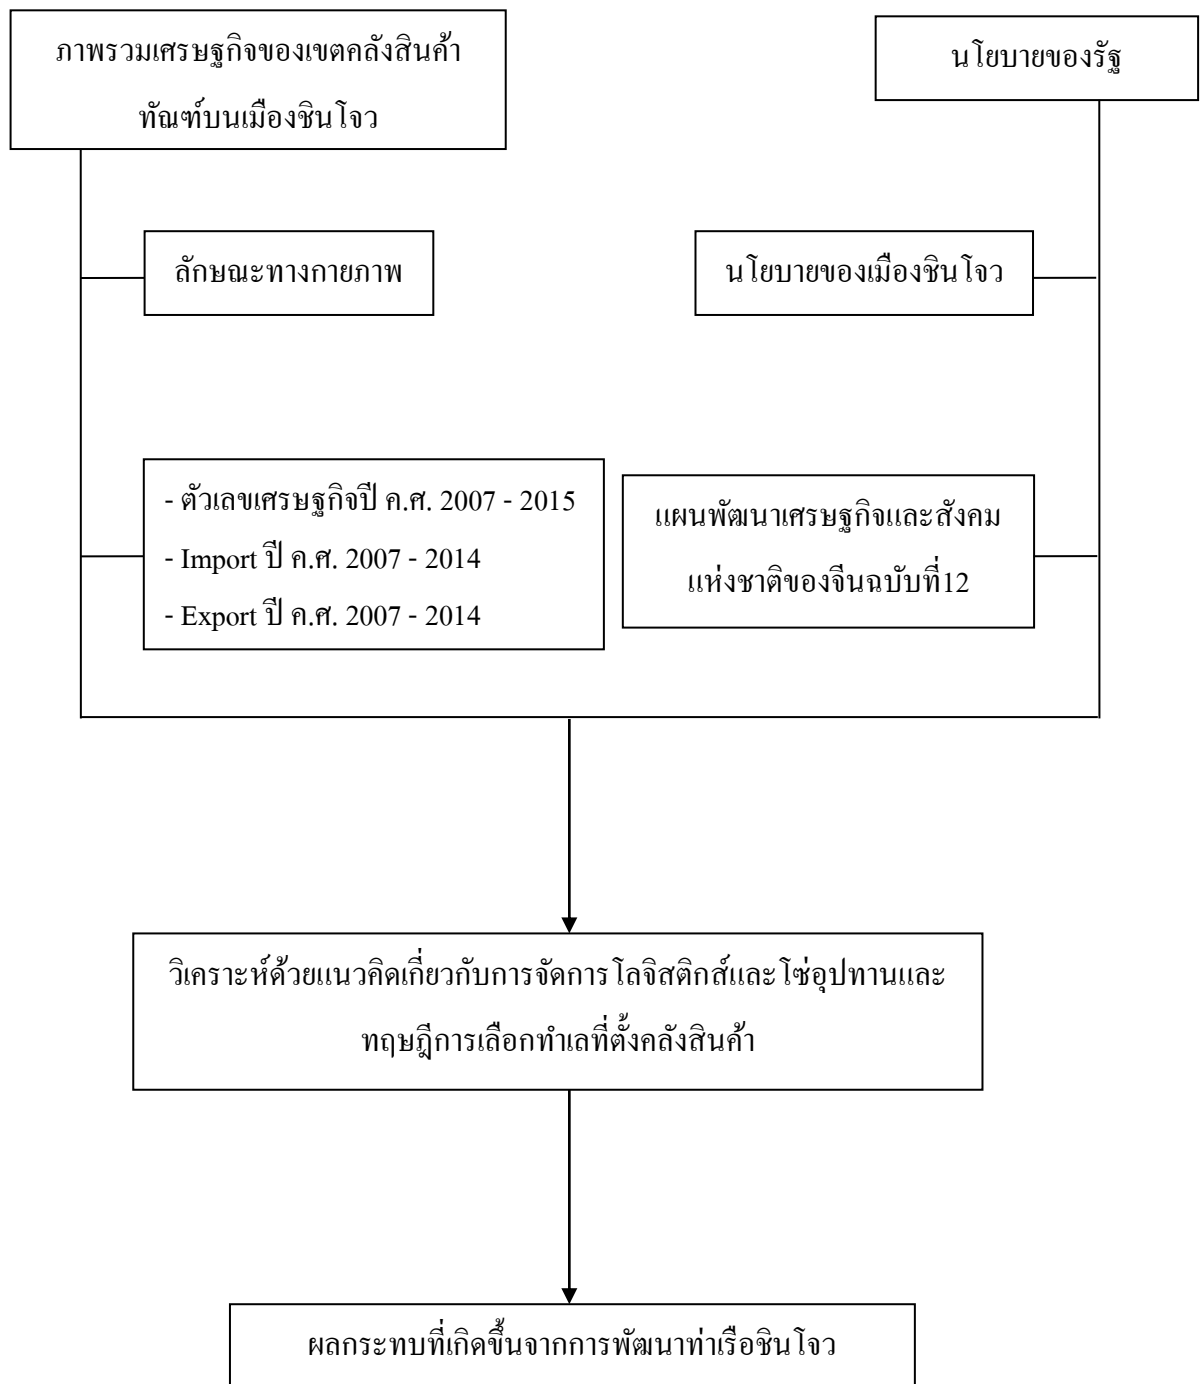 ภาพรวมเศรษฐกิจของเขตคลังสินค้า
ทัณฑ์บนเมืองชินโจว
นโยบายของรัฐ
ลักษณะทางกายภาพ
นโยบายของเมืองชินโจว
- ตัวเลขเศรษฐกิจปี ค.ศ. 2007 - 2015
- Import ปี ค.ศ. 2007 - 2014
- Export ปี ค.ศ. 2007 - 2014
แผนพัฒนาเศรษฐกิจและสังคม
แห่งชาติของจีนฉบับที่12
วิเคราะห์ด้วยแนวคิดเกี่ยวกับการจัดการโลจิสติกส์และโซ่อุปทานและ
ทฤษฎีการเลือกทำเลที่ตั้งคลังสินค้า
ผลกระทบที่เกิดขึ้นจากการพัฒนาท่าเรือชินโจว